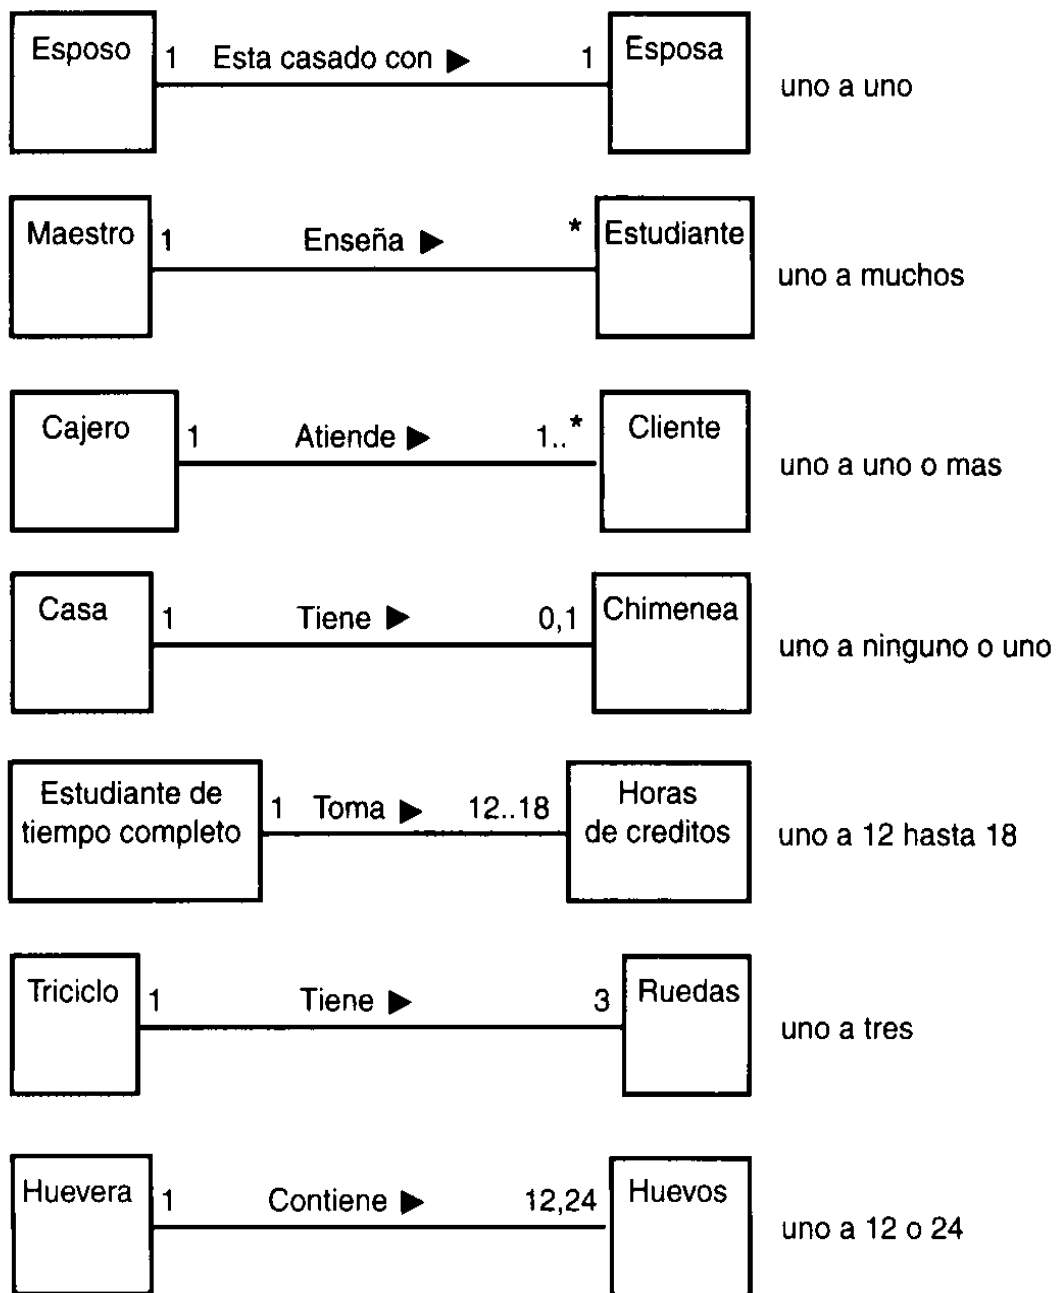 Esposo 1 Esta casado con ▶ 1 Esposa
uno a uno
Maestro 1 Enseña ▶ * Estudiante
uno a muchos
Cajero 1 Atiende ▶ 1..* Cliente
uno a uno o mas
Casa 1 Tiene ▶ 0,1 Chimenea
uno a ninguno o uno
Estudiante de
tiempo completo 1 Toma ▶ 12..18 Horas
de creditos
uno a 12 hasta 18
Triciclo 1 Tiene ▶ 3 Ruedas
uno a tres
Huevera 1 Contiene ▶ 12,24 Huevos
uno a 12 o 24